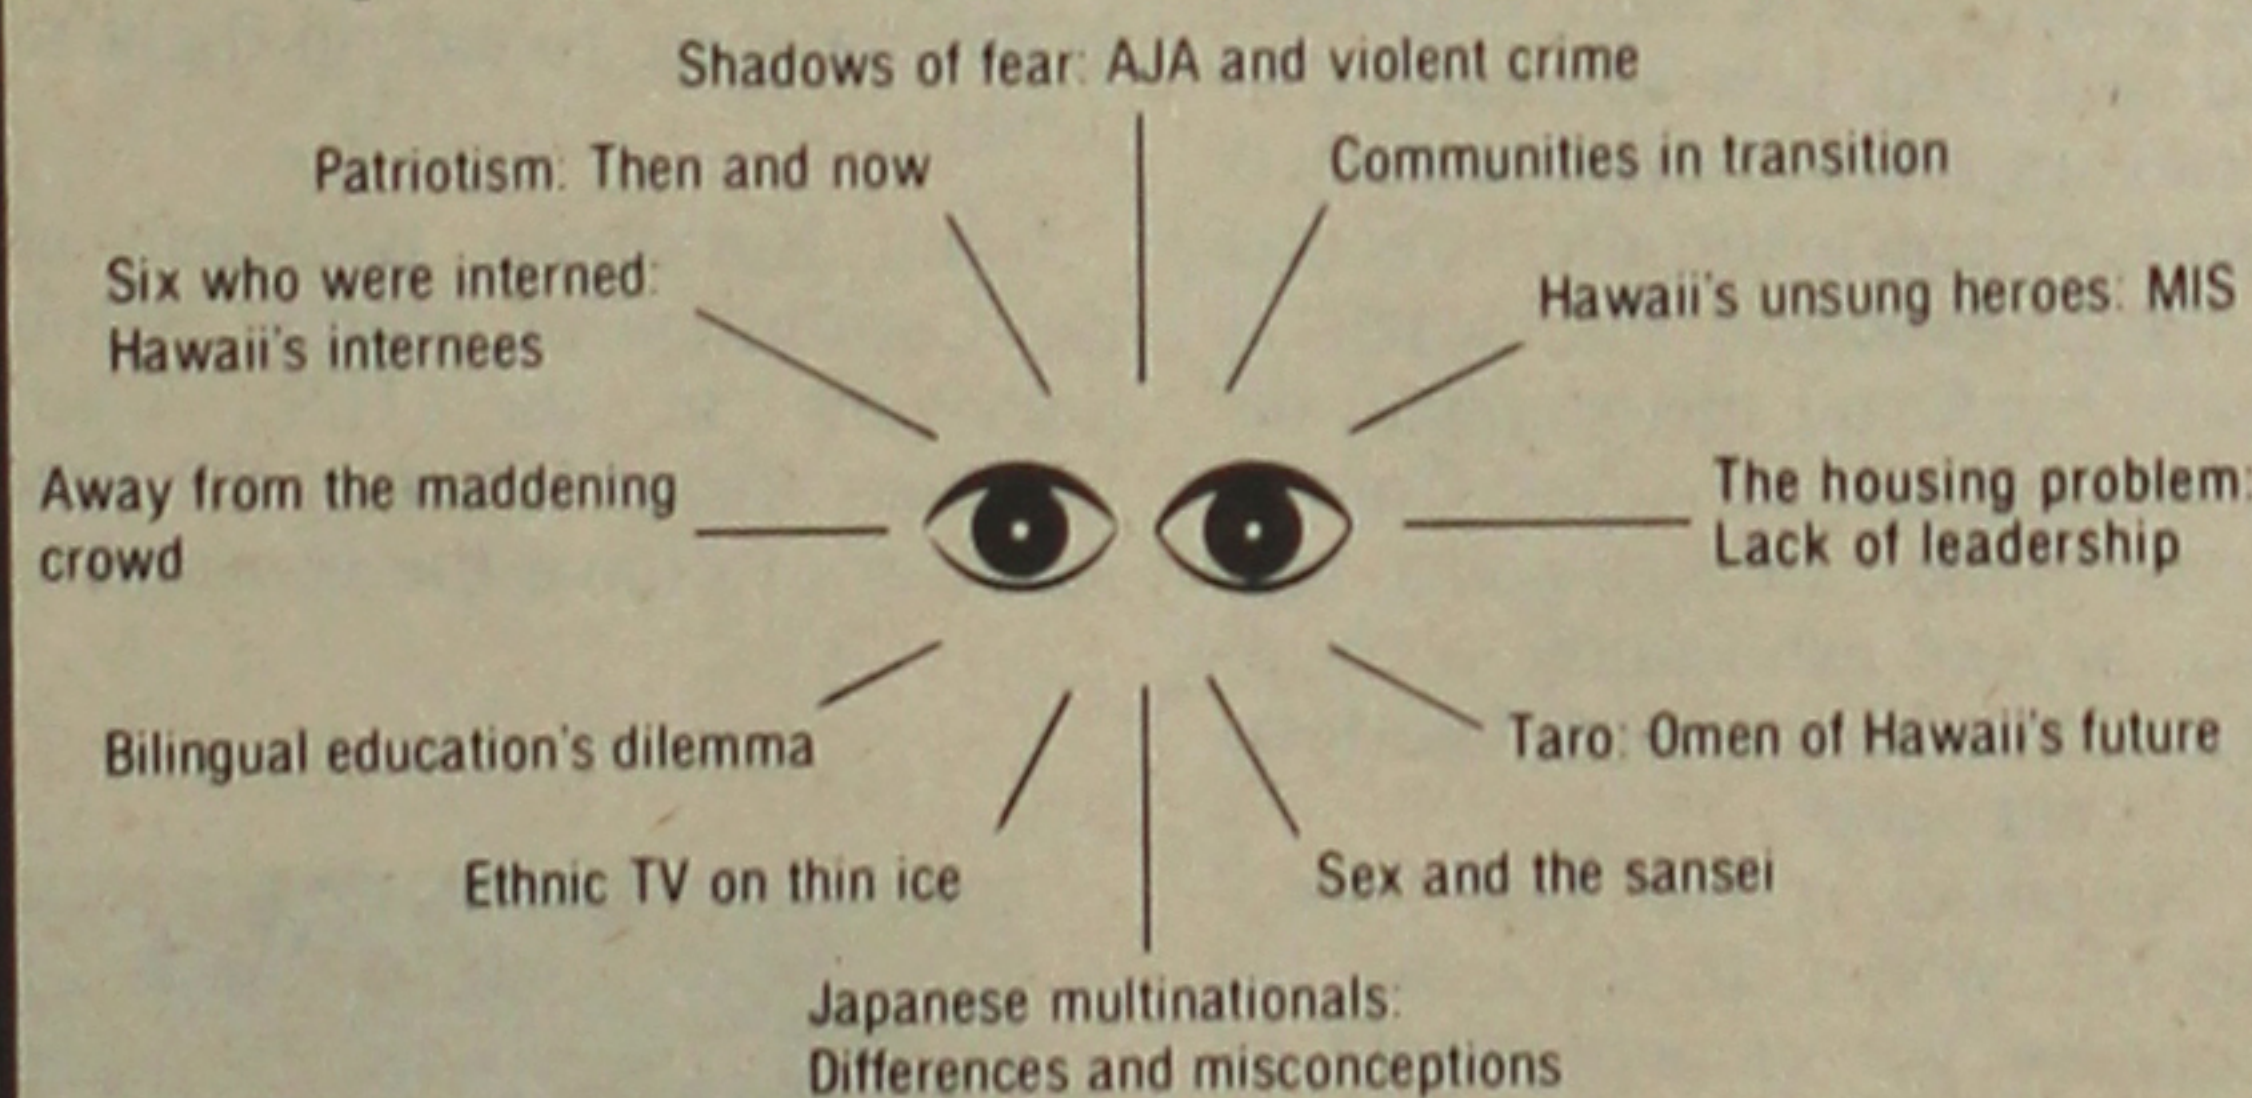 Shadows of fear: AJA and violent crime
Patriotism: Then and now
Communities in transition
Six who were interned:
Hawaii's internees
Hawaii's unsung heroes: MIS
Away from the maddening
crowd
The housing problem:
Lack of leadership
Bilingual education's dilemma
Taro: Omen of Hawaii's future
Ethnic TV on thin ice
Sex and the sansei
Japanese multinationals:
Differences and misconceptions